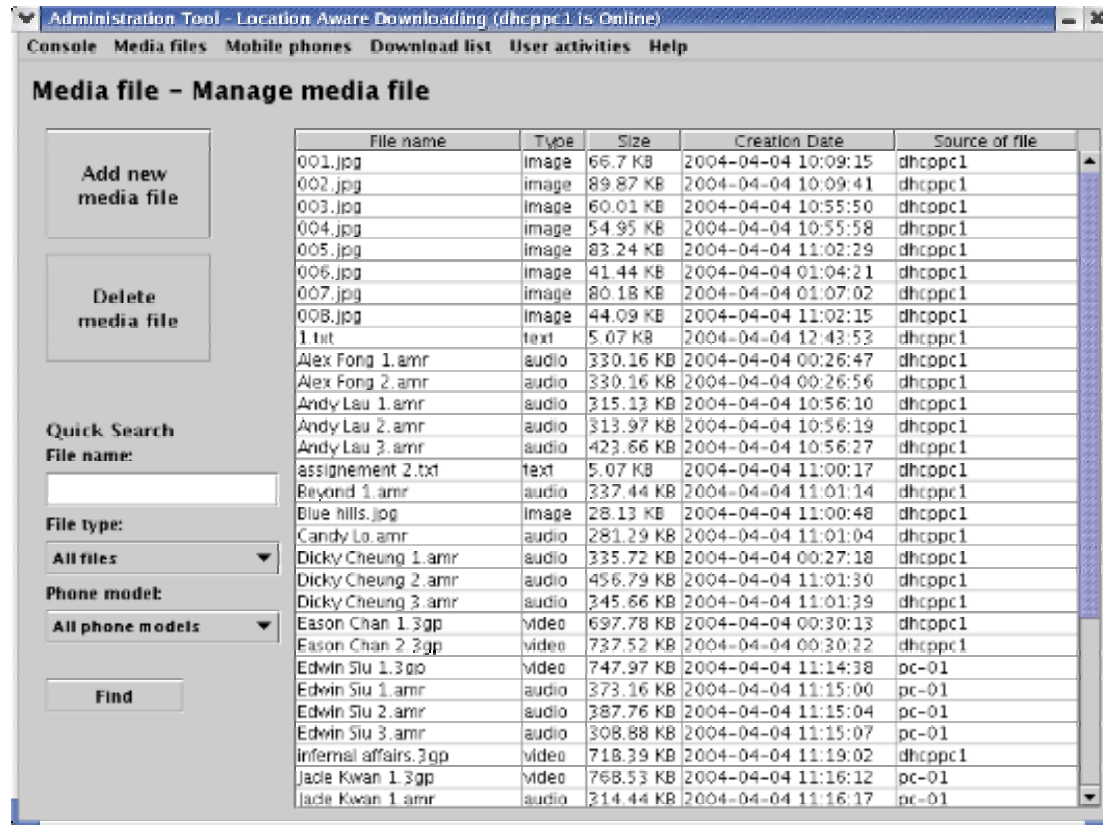 Administration Tool - Location Aware Downloading (dhcppc1 is Online)
Console Media files Mobile phones Download list User activities Help
Media file - Manage media file
Add new
media file
Delete
media file
Quick Search
File name:
File type:
All files
Phone model:
All phone models
Find
File name Type Size Creation Date Source of file
001.jpg image 66.7 KB 2004-04-04 10:09:15 dhcppc1
002.jpg image 89.87 KB 2004-04-04 10:09:41 dhcppc1
003.jpg image 60.01 KB 2004-04-04 10:55:50 dhcppc1
004.jpg image 54.95 KB 2004-04-04 10:55:58 dhcppc1
005.jpg image 83.24 KB 2004-04-04 11:02:29 dhcppc1
006.jpg image 41.44 KB 2004-04-04 01:04:21 dhcppc1
007.jpg image 80.18 KB 2004-04-04 01:07:02 dhcppc1
008.jpg image 44.09 KB 2004-04-04 11:02:15 dhcppc1
1.txt text 5.07 KB 2004-04-04 12:43:53 dhcppc1
Alex Fong 1.amr audio 330.16 KB 2004-04-04 00:26:47 dhcppc1
Alex Fong 2.amr audio 330.16 KB 2004-04-04 00:26:56 dhcppc1
Andy Lau 1.amr audio 315.13 KB 2004-04-04 10:56:10 dhcppc1
Andy Lau 2.amr audio 313.97 KB 2004-04-04 10:56:19 dhcppc1
Andy Lau 3.amr audio 423.66 KB 2004-04-04 10:56:27 dhcppc1
assignement 2.txt text 5.07 KB 2004-04-04 11:00:17 dhcppc1
Beyond 1.amr audio 337.44 KB 2004-04-04 11:01:14 dhcppc1
Blue hills.jpg image 28.13 KB 2004-04-04 11:00:48 dhcppc1
Candy Lo.amr audio 281.29 KB 2004-04-04 11:01:04 dhcppc1
Dicky Cheung 1.amr audio 335.72 KB 2004-04-04 00:27:18 dhcppc1
Dicky Cheung 2.amr audio 456.79 KB 2004-04-04 11:01:30 dhcppc1
Dicky Cheung 3.amr audio 345.66 KB 2004-04-04 11:01:39 dhcppc1
Eason Chan 1.3gp video 697.78 KB 2004-04-04 00:30:13 dhcppc1
Eason Chan 2.3gp video 737.52 KB 2004-04-04 00:30:22 dhcppc1
Edwin Siu 1.3gp video 747.97 KB 2004-04-04 11:14:38 pc-01
Edwin Siu 1.amr audio 373.16 KB 2004-04-04 11:15:00 pc-01
Edwin Siu 2.amr audio 387.76 KB 2004-04-04 11:15:04 pc-01
Edwin Siu 3.amr audio 308.88 KB 2004-04-04 11:15:07 pc-01
infernal affairs.3gp video 718.39 KB 2004-04-04 11:19:02 dhcppc1
Jade Kwan 1.3gp video 768.53 KB 2004-04-04 11:16:12 pc-01
Jade Kwan 1.amr audio 314.44 KB 2004-04-04 11:16:17 pc-01